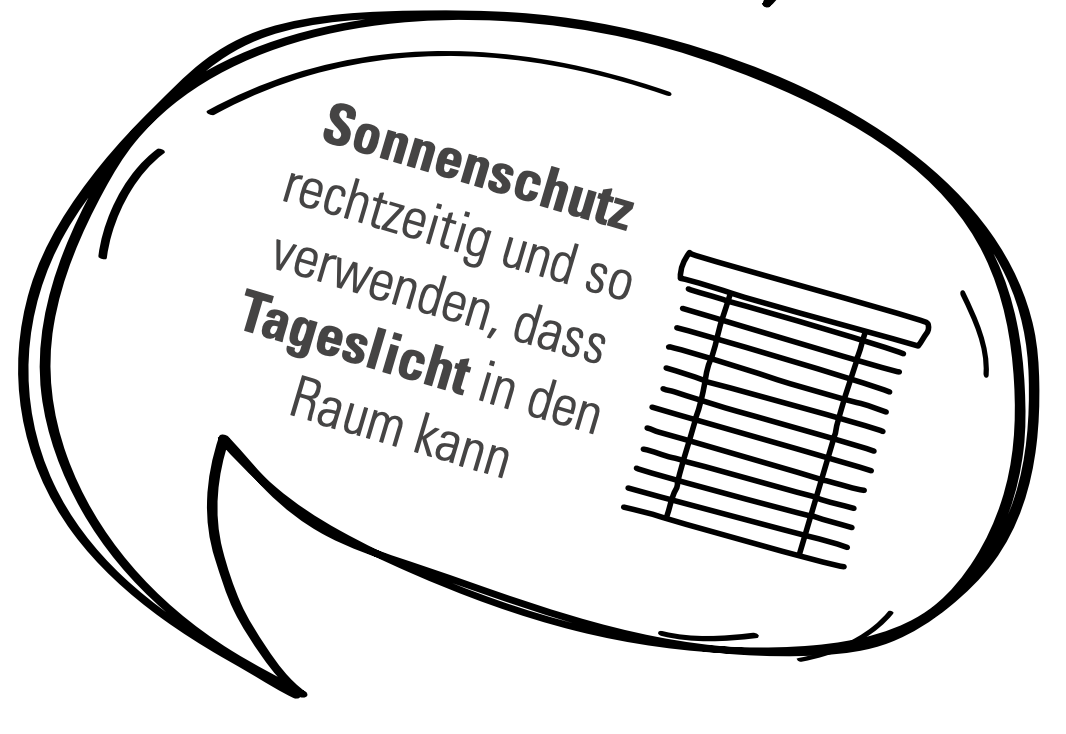 Sonnenschutz
rechtzeitig und so
verwenden, dass
Tageslicht in den
Raum kann